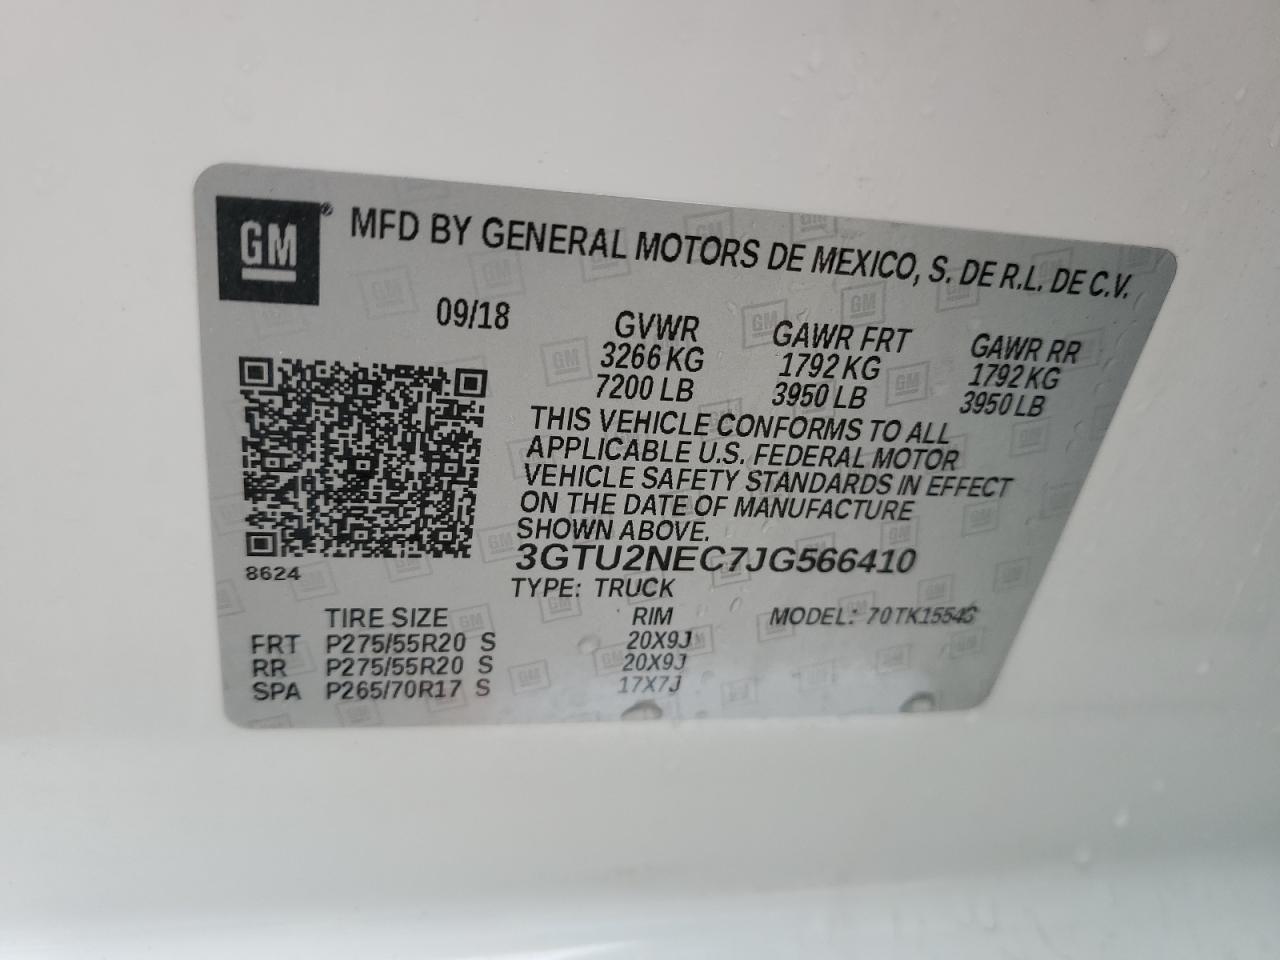 GM® MFD BY GENERAL MOTORS DE MEXICO, S. DE R.L. DE C.V.
09/18
GVWR GAWR FRT GAWR RR
3266 KG 1792 KG 1792 KG
7200 LB 3950 LB 3950 LB
THIS VEHICLE CONFORMS TO ALL
APPLICABLE U.S. FEDERAL MOTOR
VEHICLE SAFETY STANDARDS IN EFFECT
ON THE DATE OF MANUFACTURE
SHOWN ABOVE.
3GTU2NEC7JG566410
8624
TYPE: TRUCK
TIRE SIZE RIM MODEL:
FRT P275/55R20 S 20X9J
RR P275/55R20 S 20X9J
SPA P265/70R17 S 17X7J